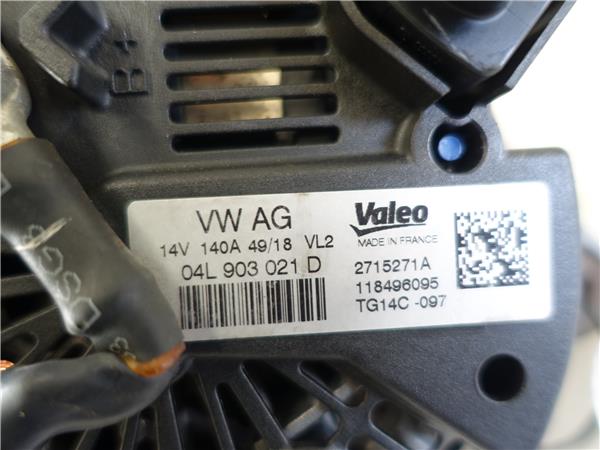 B+
VW AG
14V 140A 49/18 VL2
04L 903 021 D
Valeo
MADE IN FRANCE
2715271A
118496095
TG14C -097